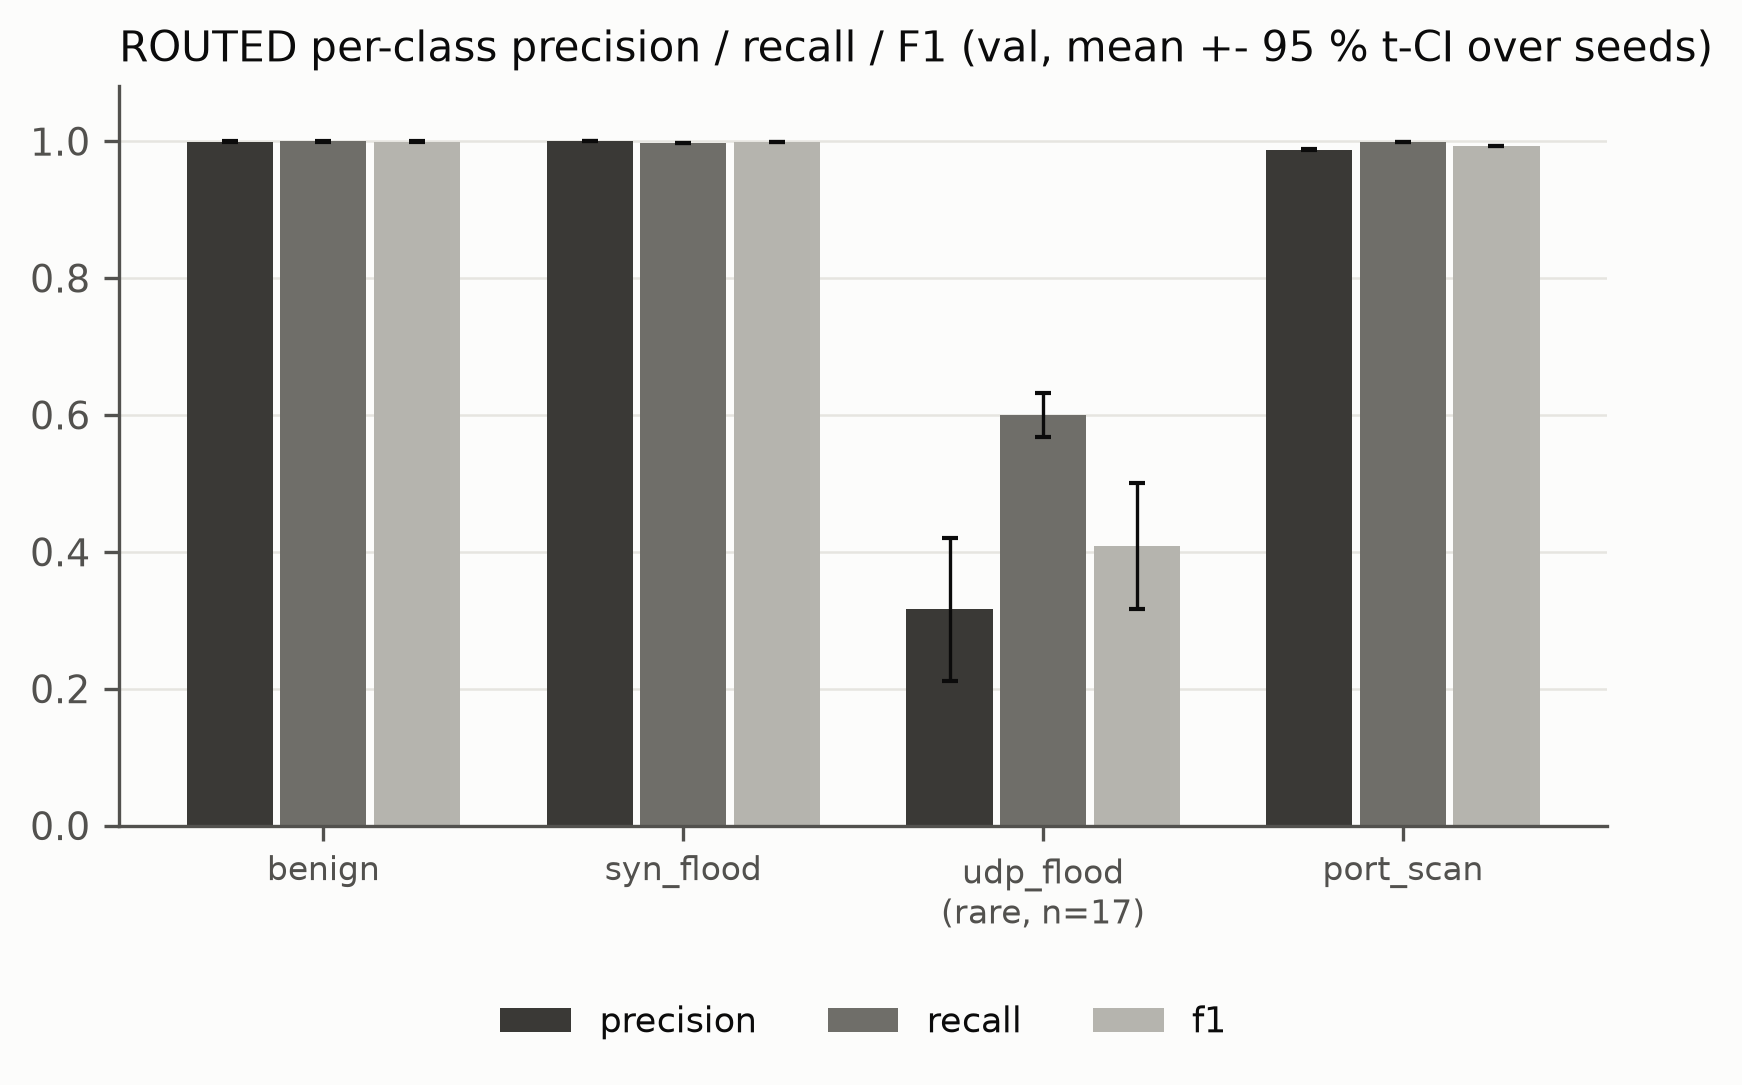 ROUTED per-class precision / recall / F1 (val, mean +- 95 % t-CI over seeds)
1.0
0.8
0.6
0.4
0.2
0.0
benign syn_flood udp_flood port_scan
(rare, n=17)
precision recall f1